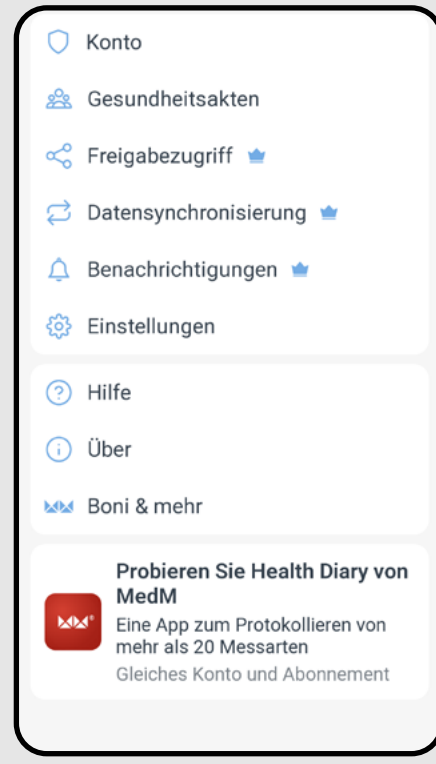 Konto
Gesundheitsakten
Freigabezugriff
Datensynchronisierung
Benachrichtigungen
Einstellungen
Hilfe
Über
Boni & mehr
Probieren Sie Health Diary von
MedM
Eine App zum Protokollieren von
mehr als 20 Messarten
Gleiches Konto und Abonnement